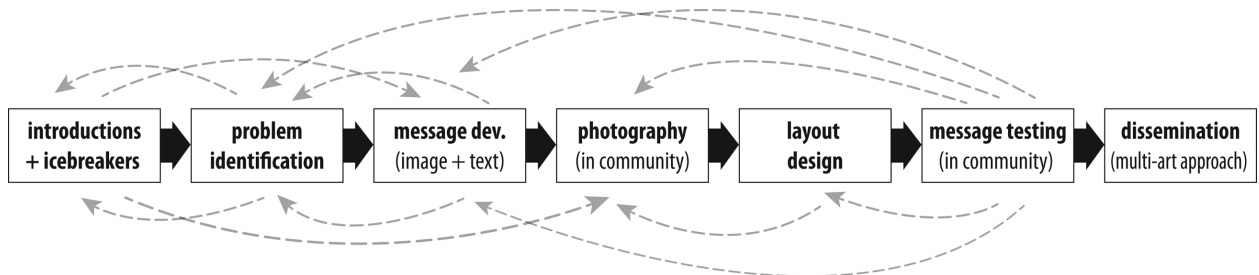 introductions
+ icebreakers
problem
identification
message dev.
(image + text)
photography
(in community)
layout
design
message testing
(in community)
dissemination
(multi-art approach)